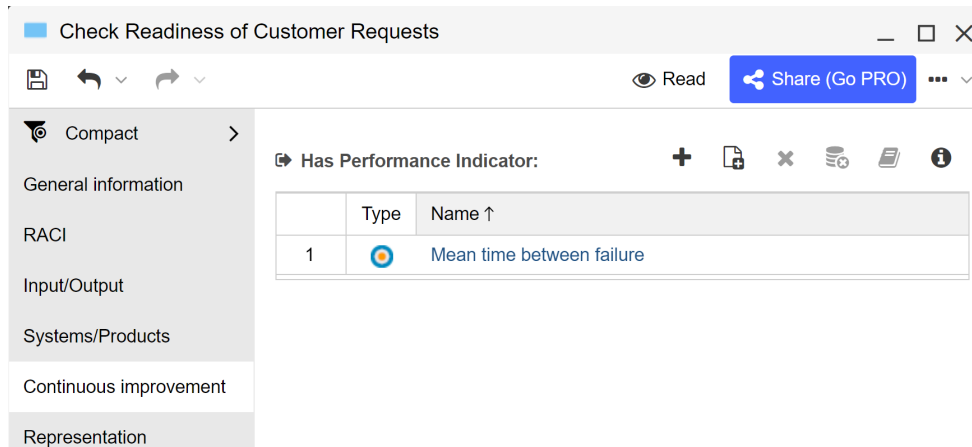 Check Readiness of Customer Requests
Read
Share (Go PRO)
Compact
General information
RACI
Input/Output
Systems/Products
Continuous improvement
Representation
Has Performance Indicator:
Type Name ↑
1 Mean time between failure